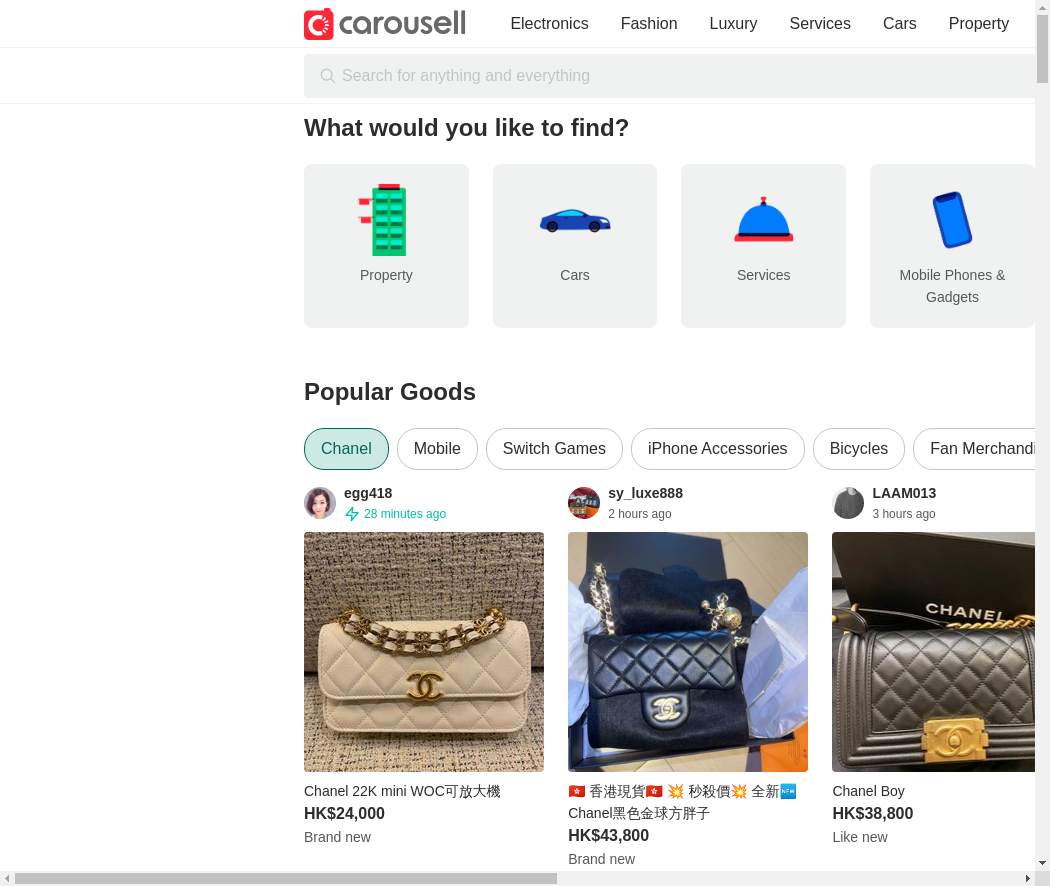 carousell
Electronics
Fashion
Luxury
Services
Cars
Property
Search for anything and everything
What would you like to find?
Property
Cars
Services
Mobile Phones &
Gadgets
Popular Goods
Chanel
Mobile
Switch Games
iPhone Accessories
Bicycles
Fan Merchandi
egg418
28 minutes ago
sy_luxe888
2 hours ago
LAAM013
3 hours ago
CHANEL
Chanel 22K mini WOC可放大機
HK$24,000
Brand new
🇭🇰 香港現貨🇭🇰 💥 秒殺價💥 全新🆕
Chanel黑色金球方胖子
HK$43,800
Brand new
Chanel Boy
HK$38,800
Like new